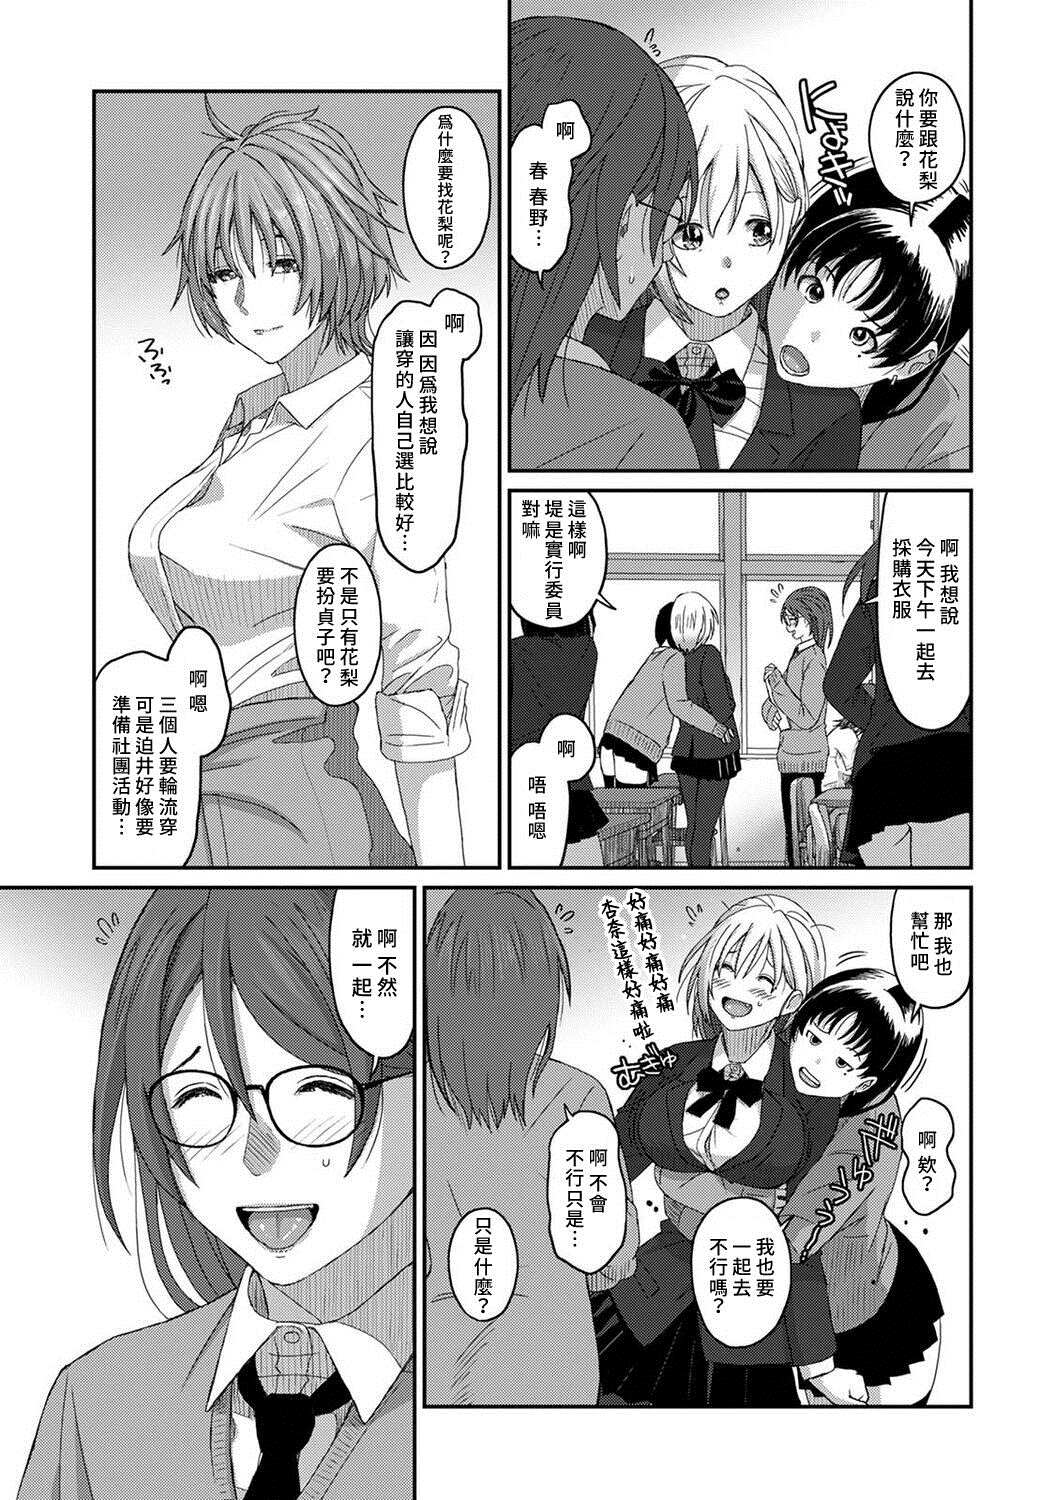 你要跟花梨
說什麼?
ひょきっ
啊
春 春野…
啊 我想說
今天下午一起去
採購衣服
這樣啊
堤是實行委員
對嘛
啊
唔 唔嗯
為什麼要找花梨呢?
啊
因 因為我想說
讓穿的人自己選比較好…
ふふっ
不是只有花梨
要扮貞子吧?
啊 嗯
三個人要輪流穿
可是迫井好像要
準備社團活動…
那 我也
幫忙吧
好痛好痛好痛
杏奈這樣好痛啦
啊 欸?
我也要
一起去
不行嗎?
啊 不會
不行只是…
只是什麼?
啊 不然
就 一起…